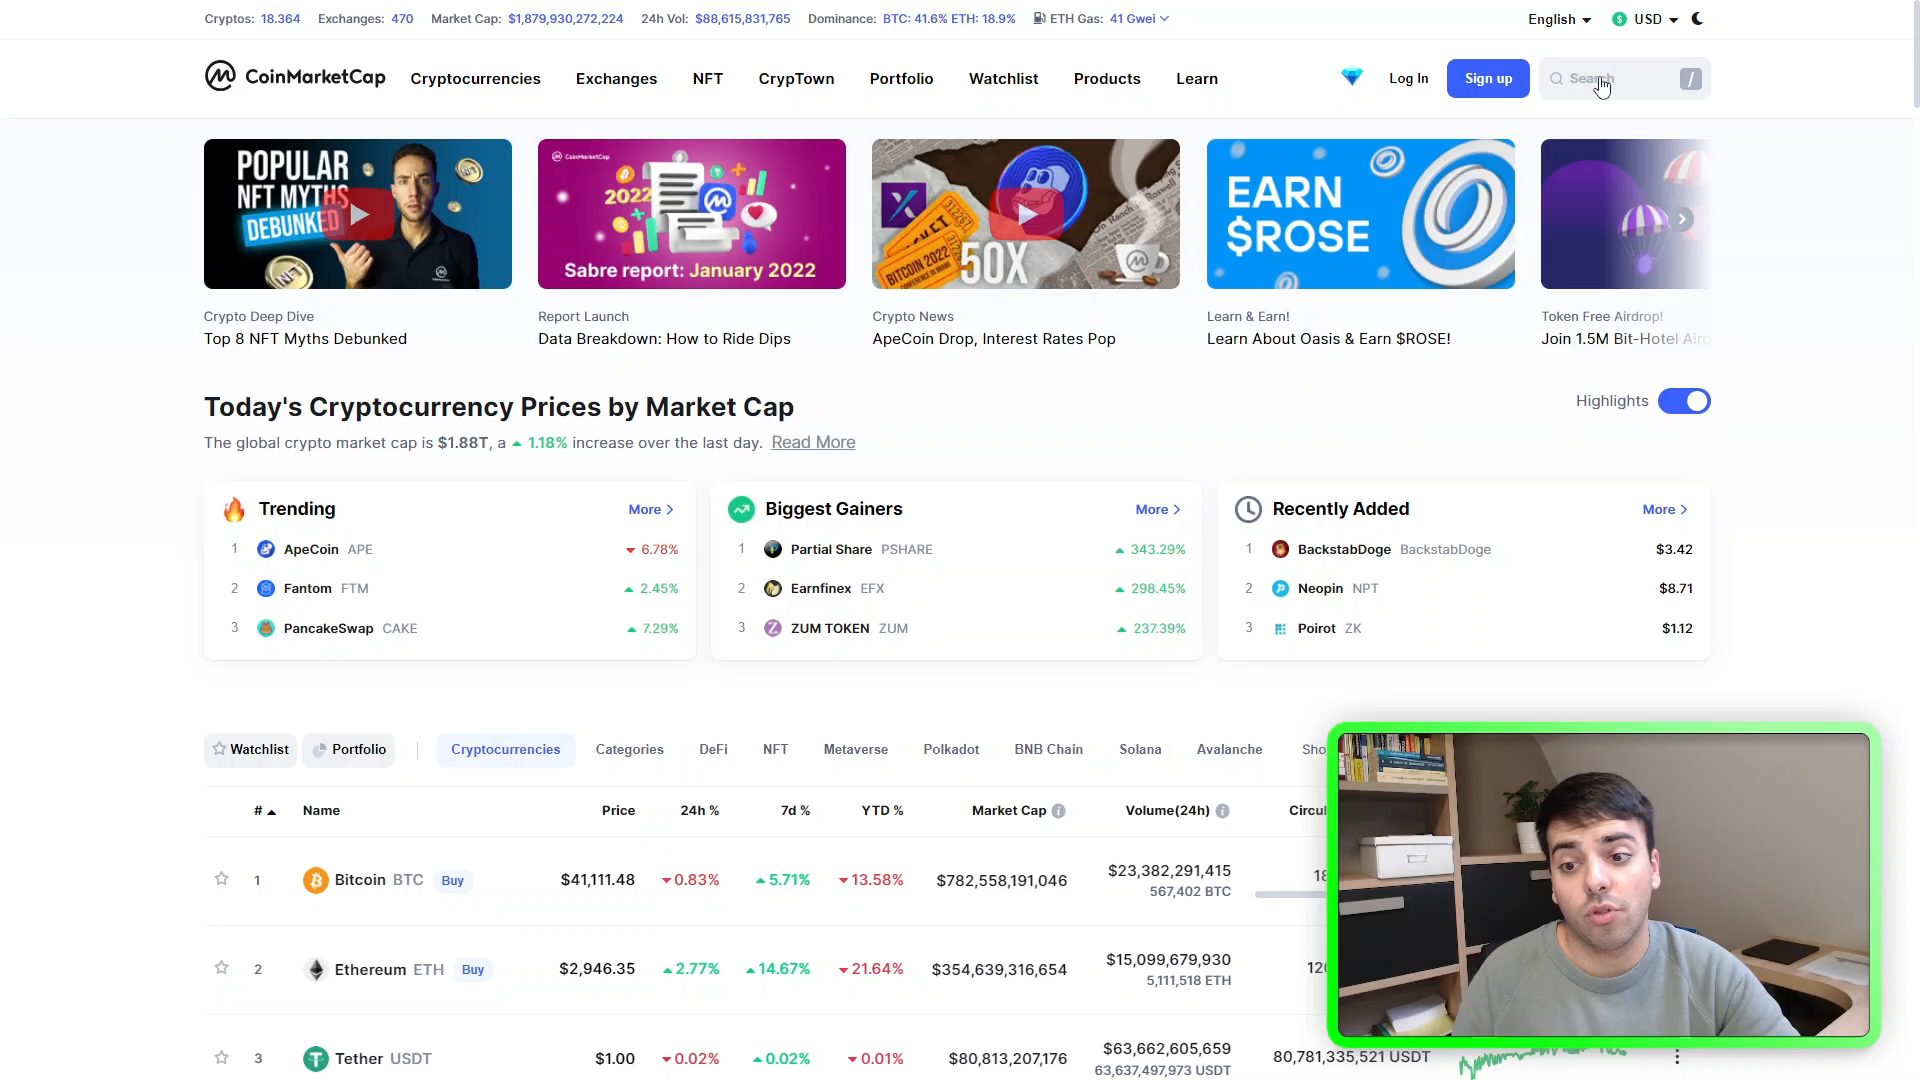 Cryptos: 18.364 Exchanges: 470 Market Cap: $1,879,930,272,224 24h Vol: $88,615,831,765 Dominance: BTC: 41.6% ETH: 18.9% ETH Gas: 41 Gwei English USD
CoinMarketCap Cryptocurrencies Exchanges NFT CrypTown Portfolio Watchlist Products Learn Log In Sign up Search /
POPULAR
NFT MYTHS
DEBUNKED
CoinMarketCap
2022
Sabre report: January 2022
BITCOIN 2022
50X
EARN
$ROSE
Crypto Deep Dive Report Launch Crypto News Learn & Earn! Token Free Airdrop!
Top 8 NFT Myths Debunked Data Breakdown: How to Ride Dips ApeCoin Drop, Interest Rates Pop Learn About Oasis & Earn $ROSE! Join 1.5M Bit-Hotel Air
Today's Cryptocurrency Prices by Market Cap Highlights
The global crypto market cap is $1.88T, a 1.18% increase over the last day. Read More
Trending More
1 ApeCoin APE 6.78%
2 Fantom FTM 2.45%
3 PancakeSwap CAKE 7.29%
Biggest Gainers More
1 Partial Share PSHARE 343.29%
2 Earnfinex EFX 298.45%
3 ZUM TOKEN ZUM 237.39%
Recently Added More
1 BackstabDoge BackstabDoge $3.42
2 Neopin NPT $8.71
3 Poirot ZK $1.12
Watchlist Portfolio Cryptocurrencies Categories DeFi NFT Metaverse Polkadot BNB Chain Solana Avalanche Sho
# Name Price 24h % 7d % YTD % Market Cap Volume(24h) Circul
1 Bitcoin BTC Buy $41,111.48 0.83% 5.71% 13.58% $782,558,191,046 $23,382,291,415 18
567,402 BTC
2 Ethereum ETH Buy $2,946.35 2.77% 14.67% 21.64% $354,639,316,654 $15,099,679,930 120
5,111,518 ETH
3 Tether USDT $1.00 0.02% 0.02% 0.01% $80,813,207,176 $63,662,605,659 80,781,335,521 USDT
63,637,497,973 USDT